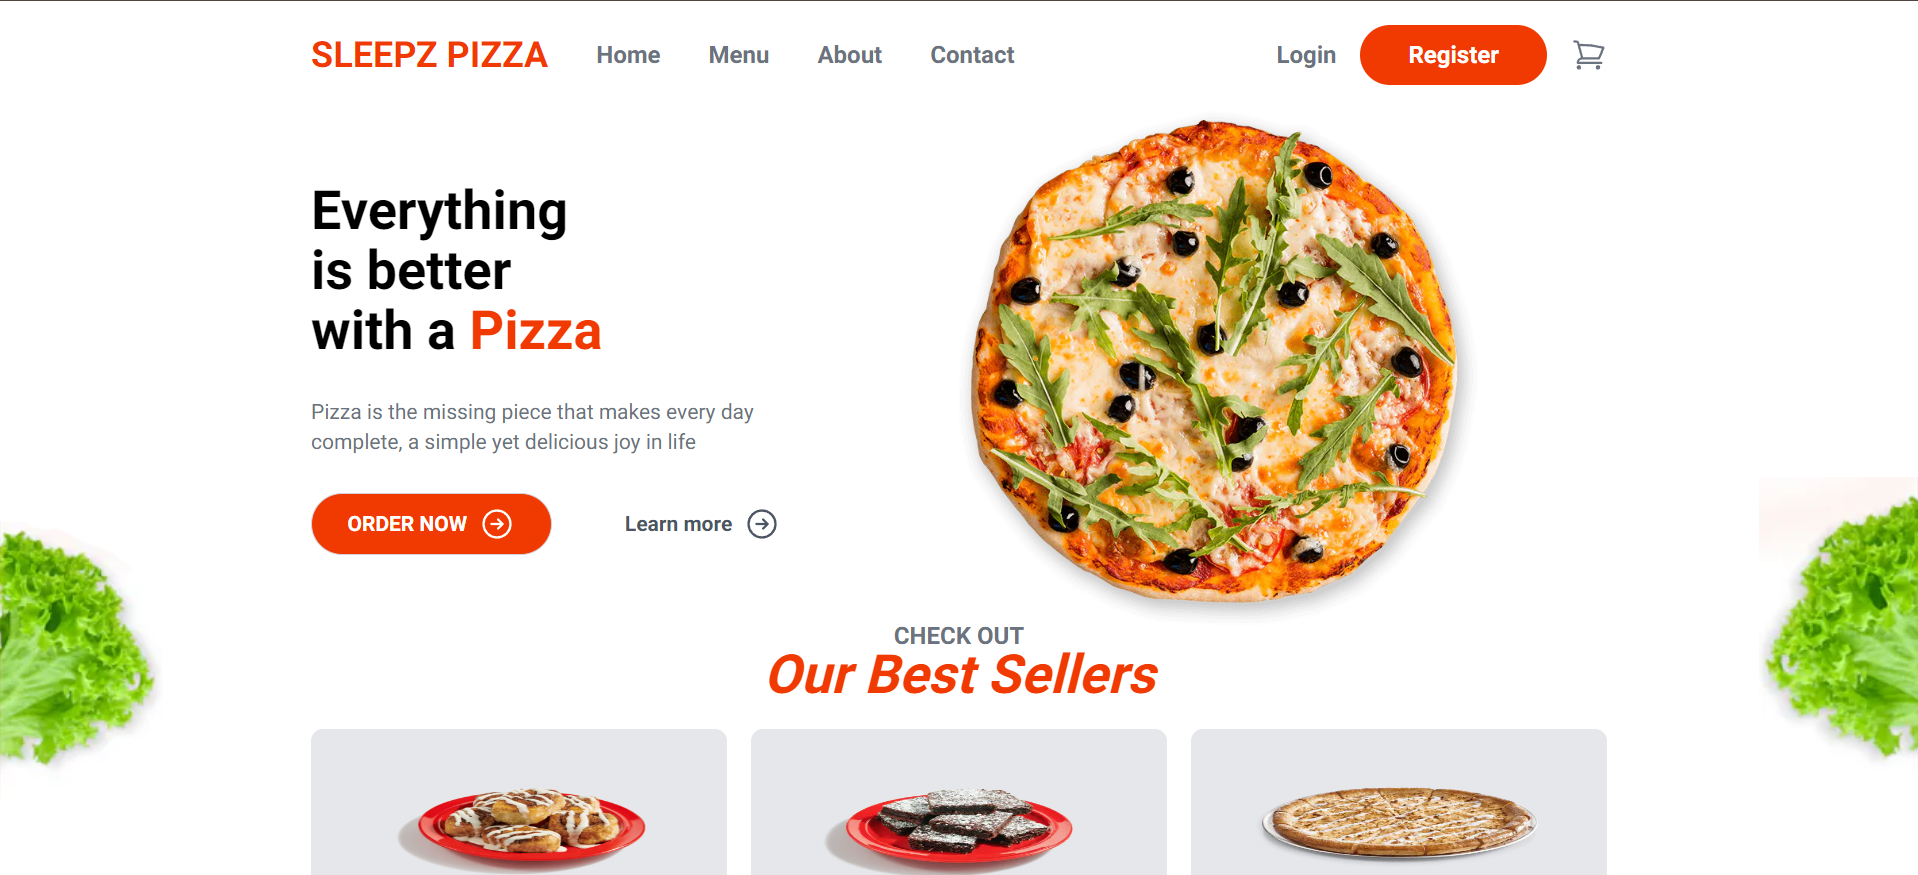 SLEEPZ PIZZA
Home
Menu
About
Contact
Login
Register
Everything
is better
with a Pizza
Pizza is the missing piece that makes every day
complete, a simple yet delicious joy in life
ORDER NOW
Learn more
CHECK OUT
Our Best Sellers